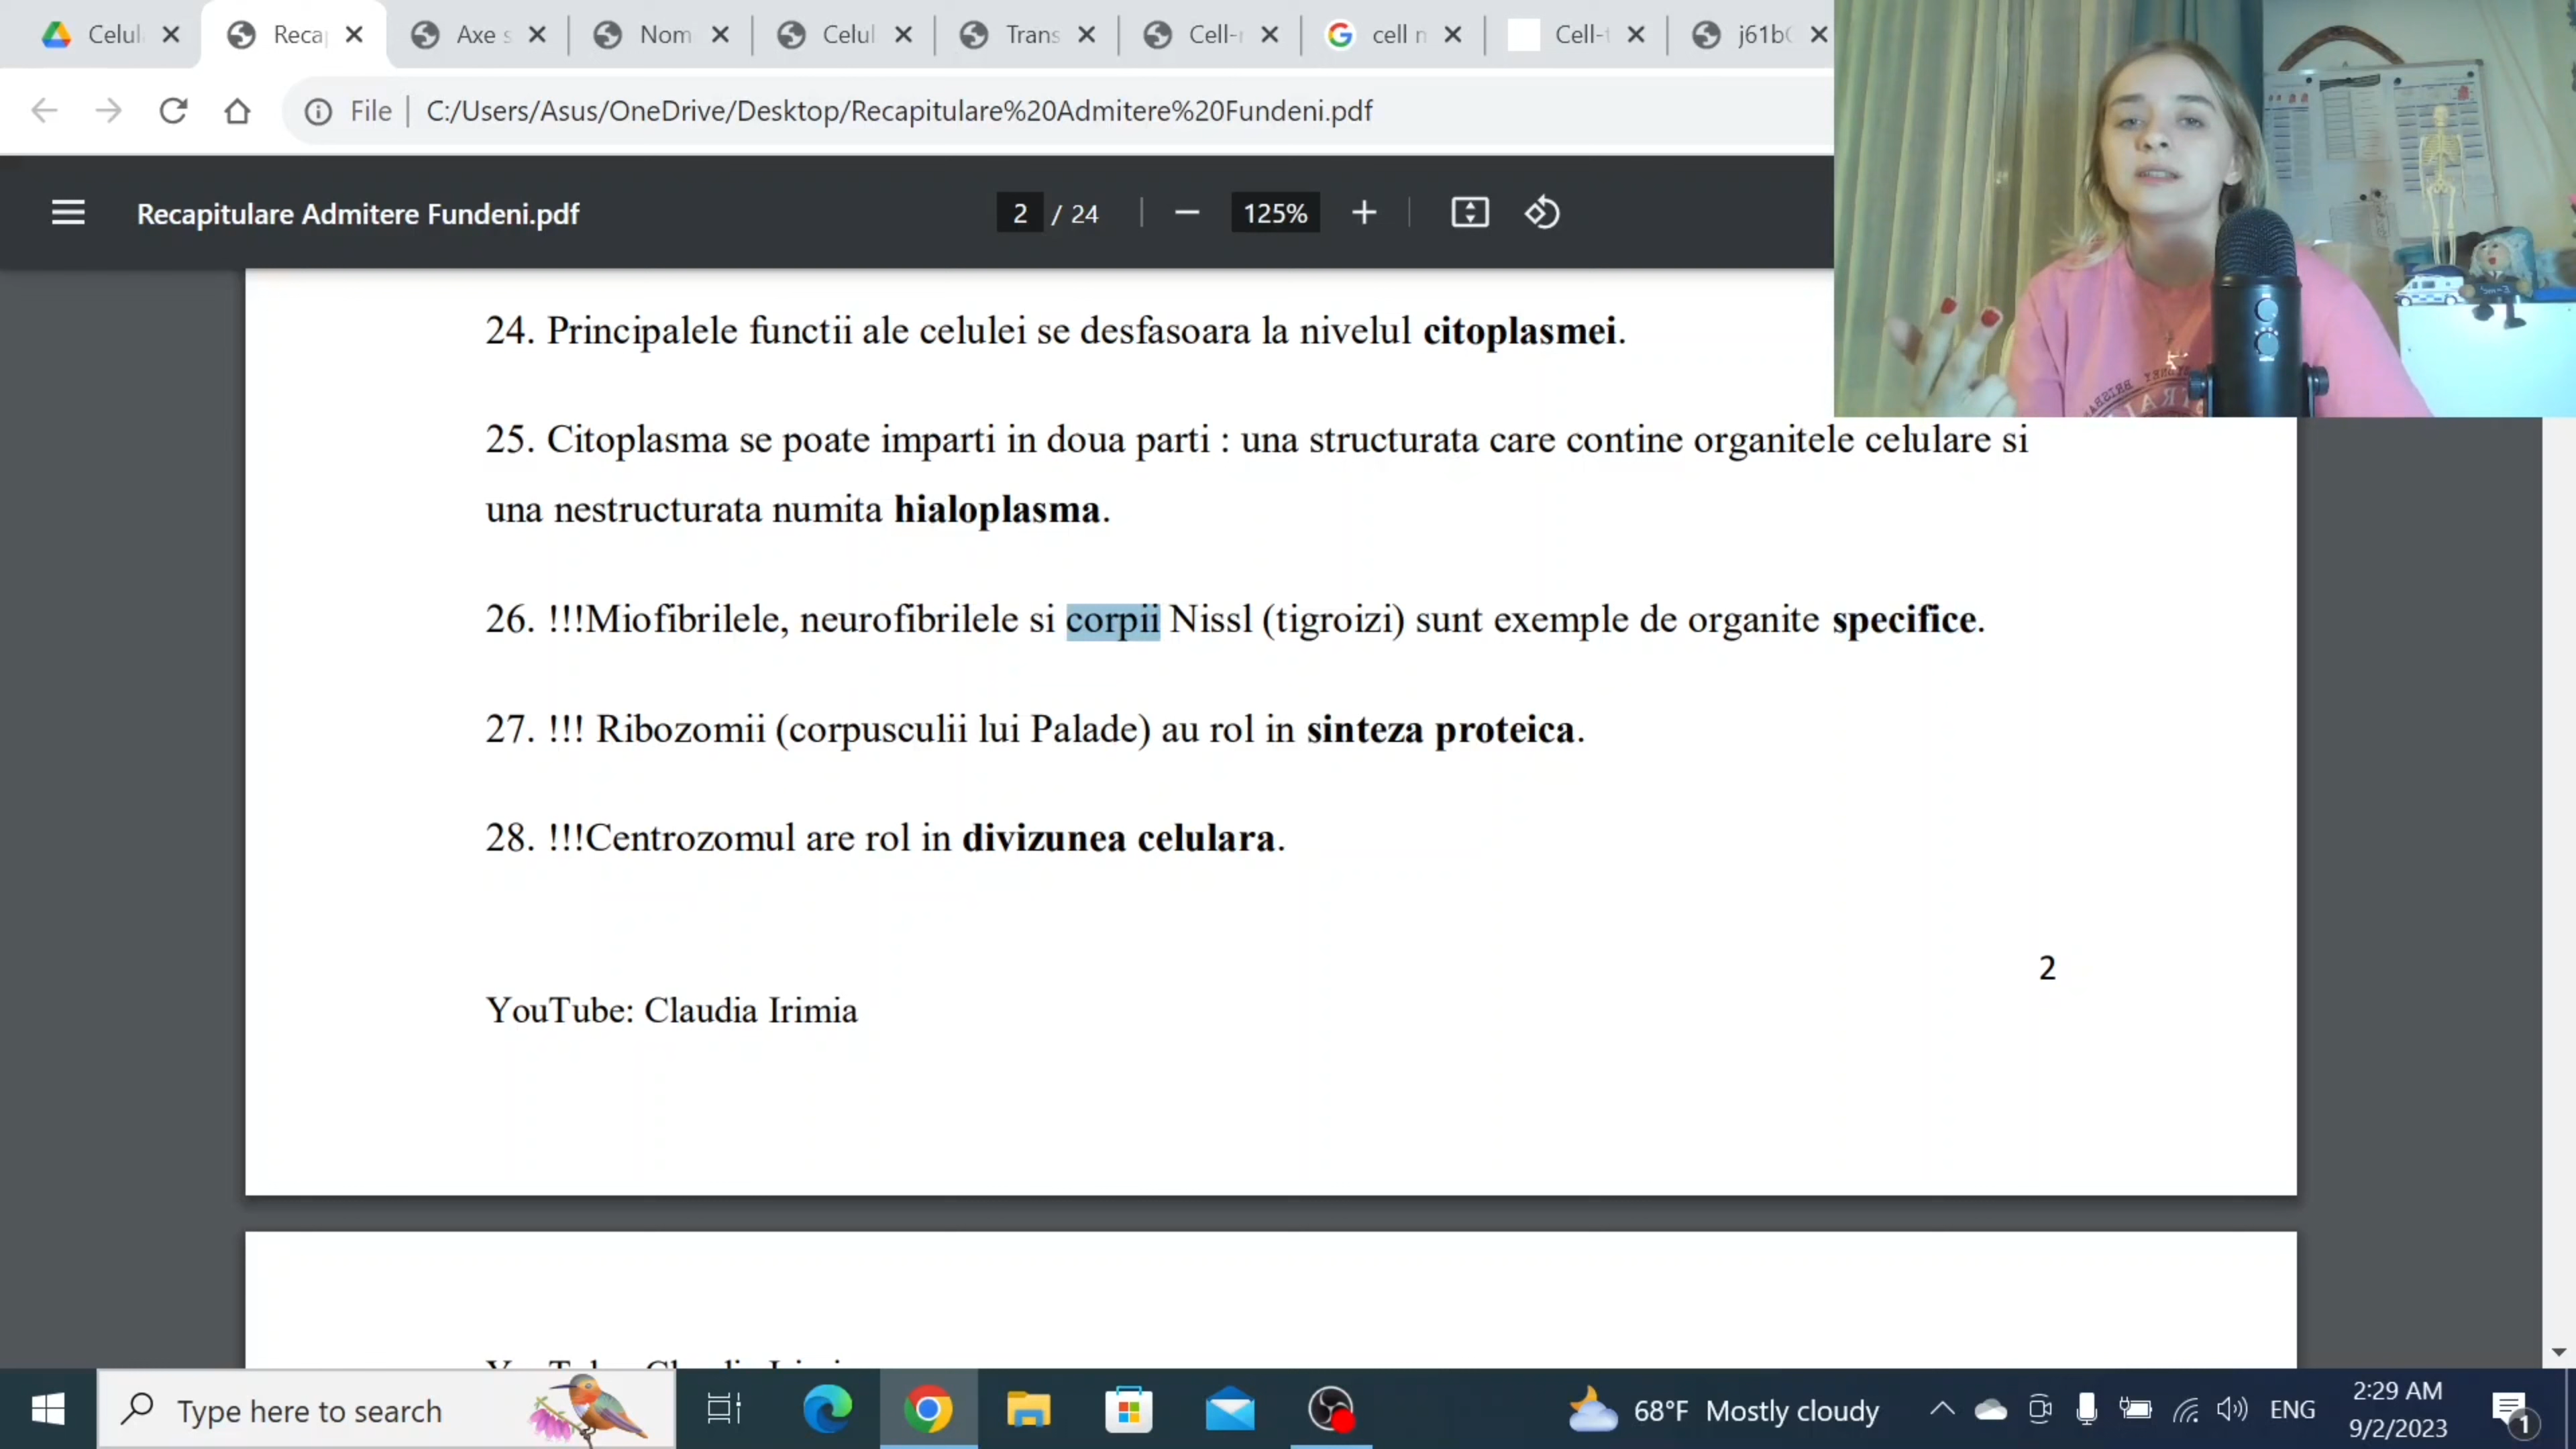 Celul
Reca
Axe s
Nom
Celul
Trans
Cell-
cell n
Cell-
File
C:/Users/Asus/OneDrive/Desktop/Recapitulare%20Admitere%20Fundeni.pdf
Recapitulare Admitere Fundeni.pdf
2 / 24
125%
24. Principalele functii ale celulei se desfasoara la nivelul citoplasmei.
25. Citoplasma se poate imparti in doua parti : una structurata care contine organitele celulare si
una nestructurata numita hialoplasma.
26. !!!Miofibrilele, neurofibrilele si corpii Nissl (tigroizi) sunt exemple de organite specifice.
27. !!! Ribozomii (corpusculii lui Palade) au rol in sinteza proteica.
28. !!!Centrozomul are rol in divizunea celulara.
2
YouTube: Claudia Irimia
Type here to search
68°F Mostly cloudy
ENG
2:29 AM
9/2/2023
1